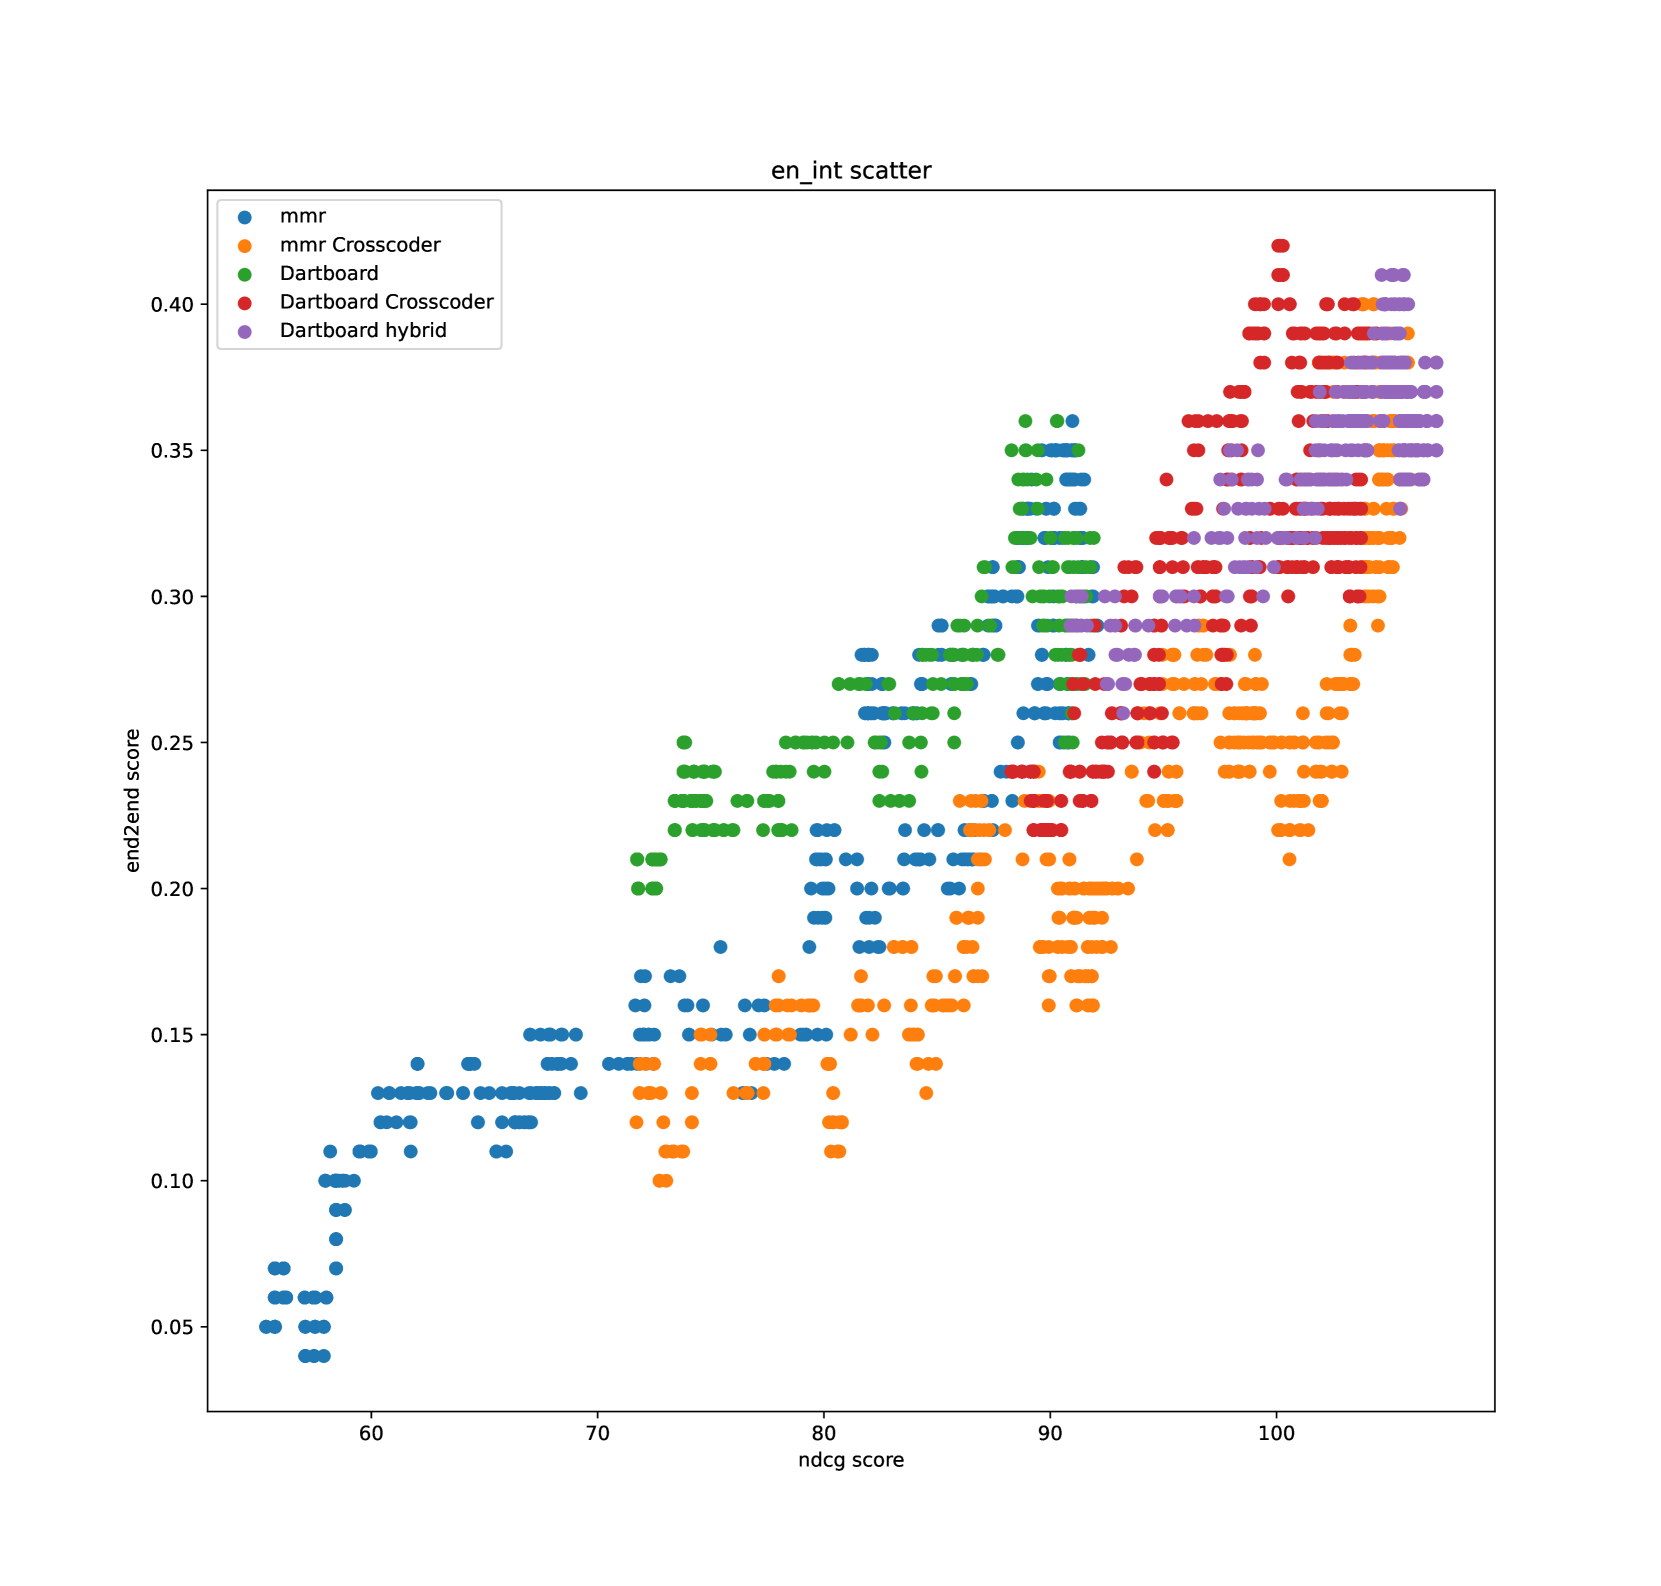 en_int scatter
mmr
mmr Crosscoder
Dartboard
Dartboard Crosscoder
Dartboard hybrid
0.40
0.35
0.30
0.25
0.20
0.15
0.10
0.05
end2end score
60 70 80 90 100
ndcg score